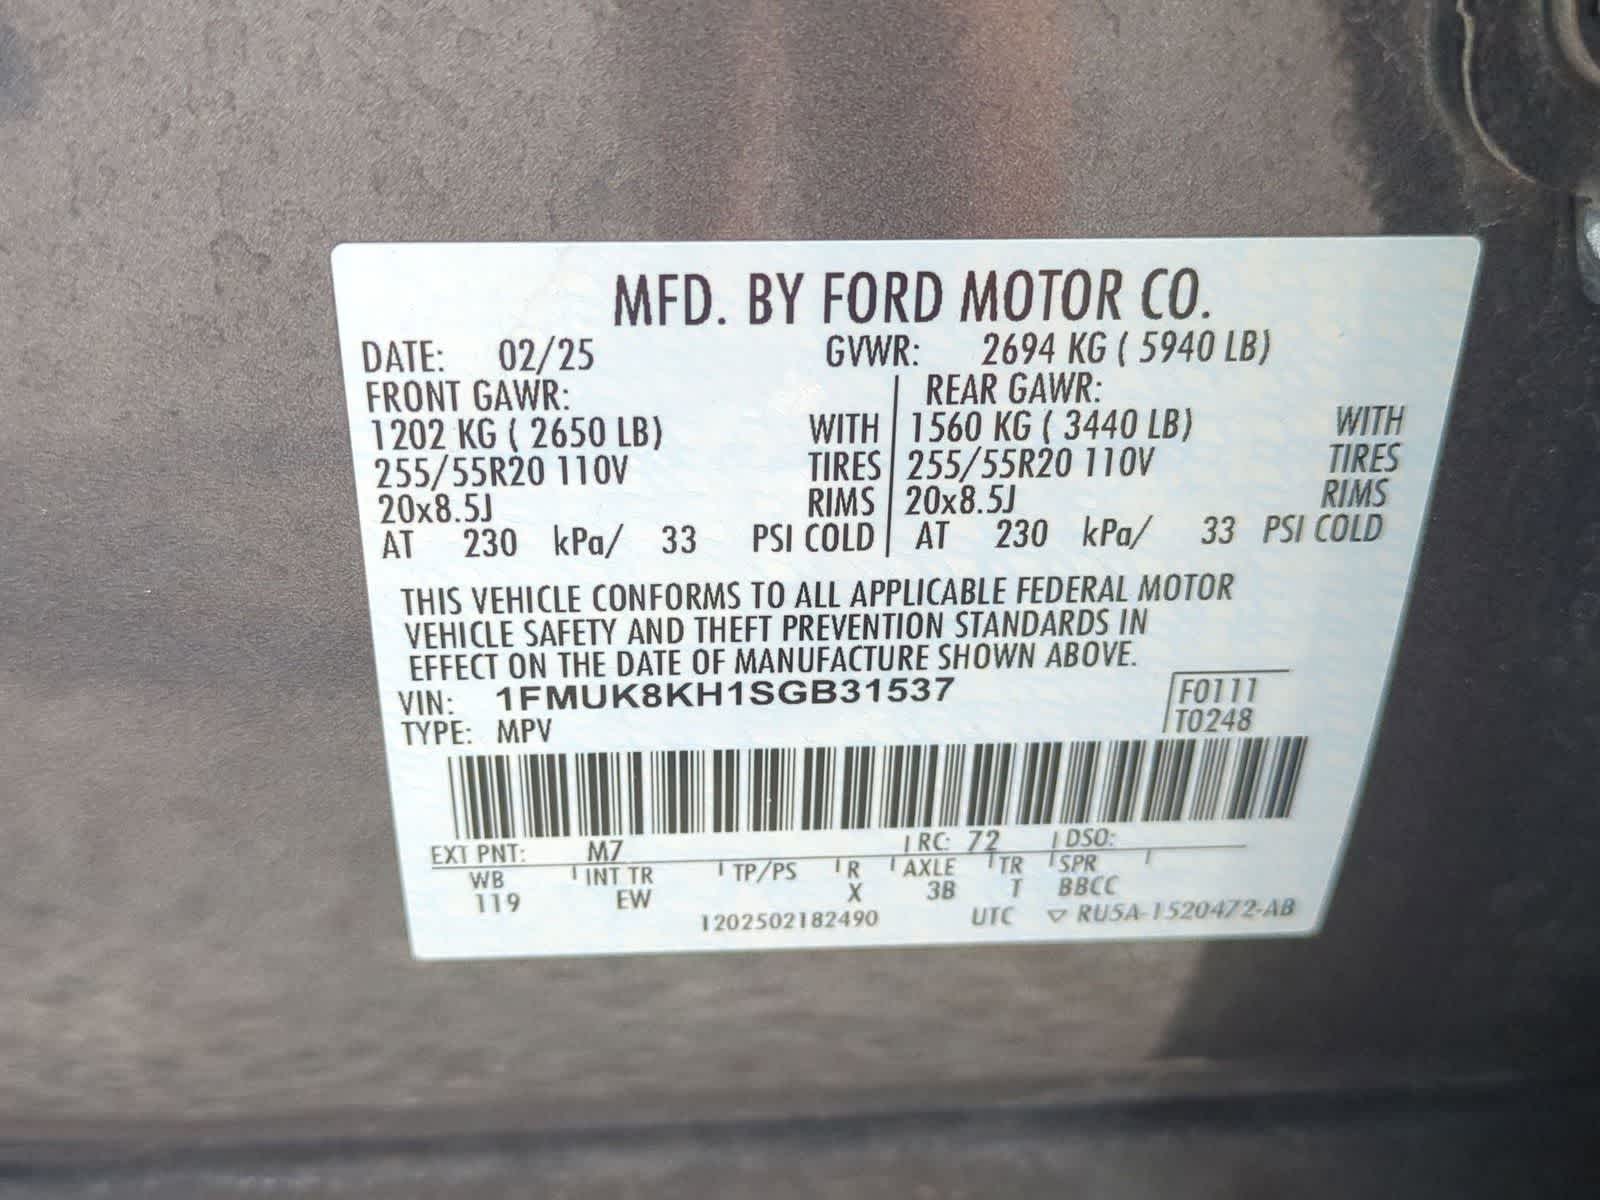 MFD. BY FORD MOTOR CO.
DATE: 02/25 GVWR: 2694 KG ( 5940 LB)
FRONT GAWR: REAR GAWR:
1202 KG ( 2650 LB) WITH 1560 KG ( 3440 LB) WITH
255/55R20 110V TIRES 255/55R20 110V TIRES
20x8.5J RIMS 20x8.5J RIMS
AT 230 kPa/ 33 PSI COLD AT 230 kPa/ 33 PSI COLD
THIS VEHICLE CONFORMS TO ALL APPLICABLE FEDERAL MOTOR
VEHICLE SAFETY AND THEFT PREVENTION STANDARDS IN
EFFECT ON THE DATE OF MANUFACTURE SHOWN ABOVE.
VIN: 1FMUK8KH1SGB31537 F0111
TYPE: MPV T0248
EXT PNT: M7 RC: 72 DSO:
WB INT TR TP/PS R AXLE TR SPR
119 EW X 3B T BBCC
1202502182490 UTC ▽ RU5A-1520472-AB